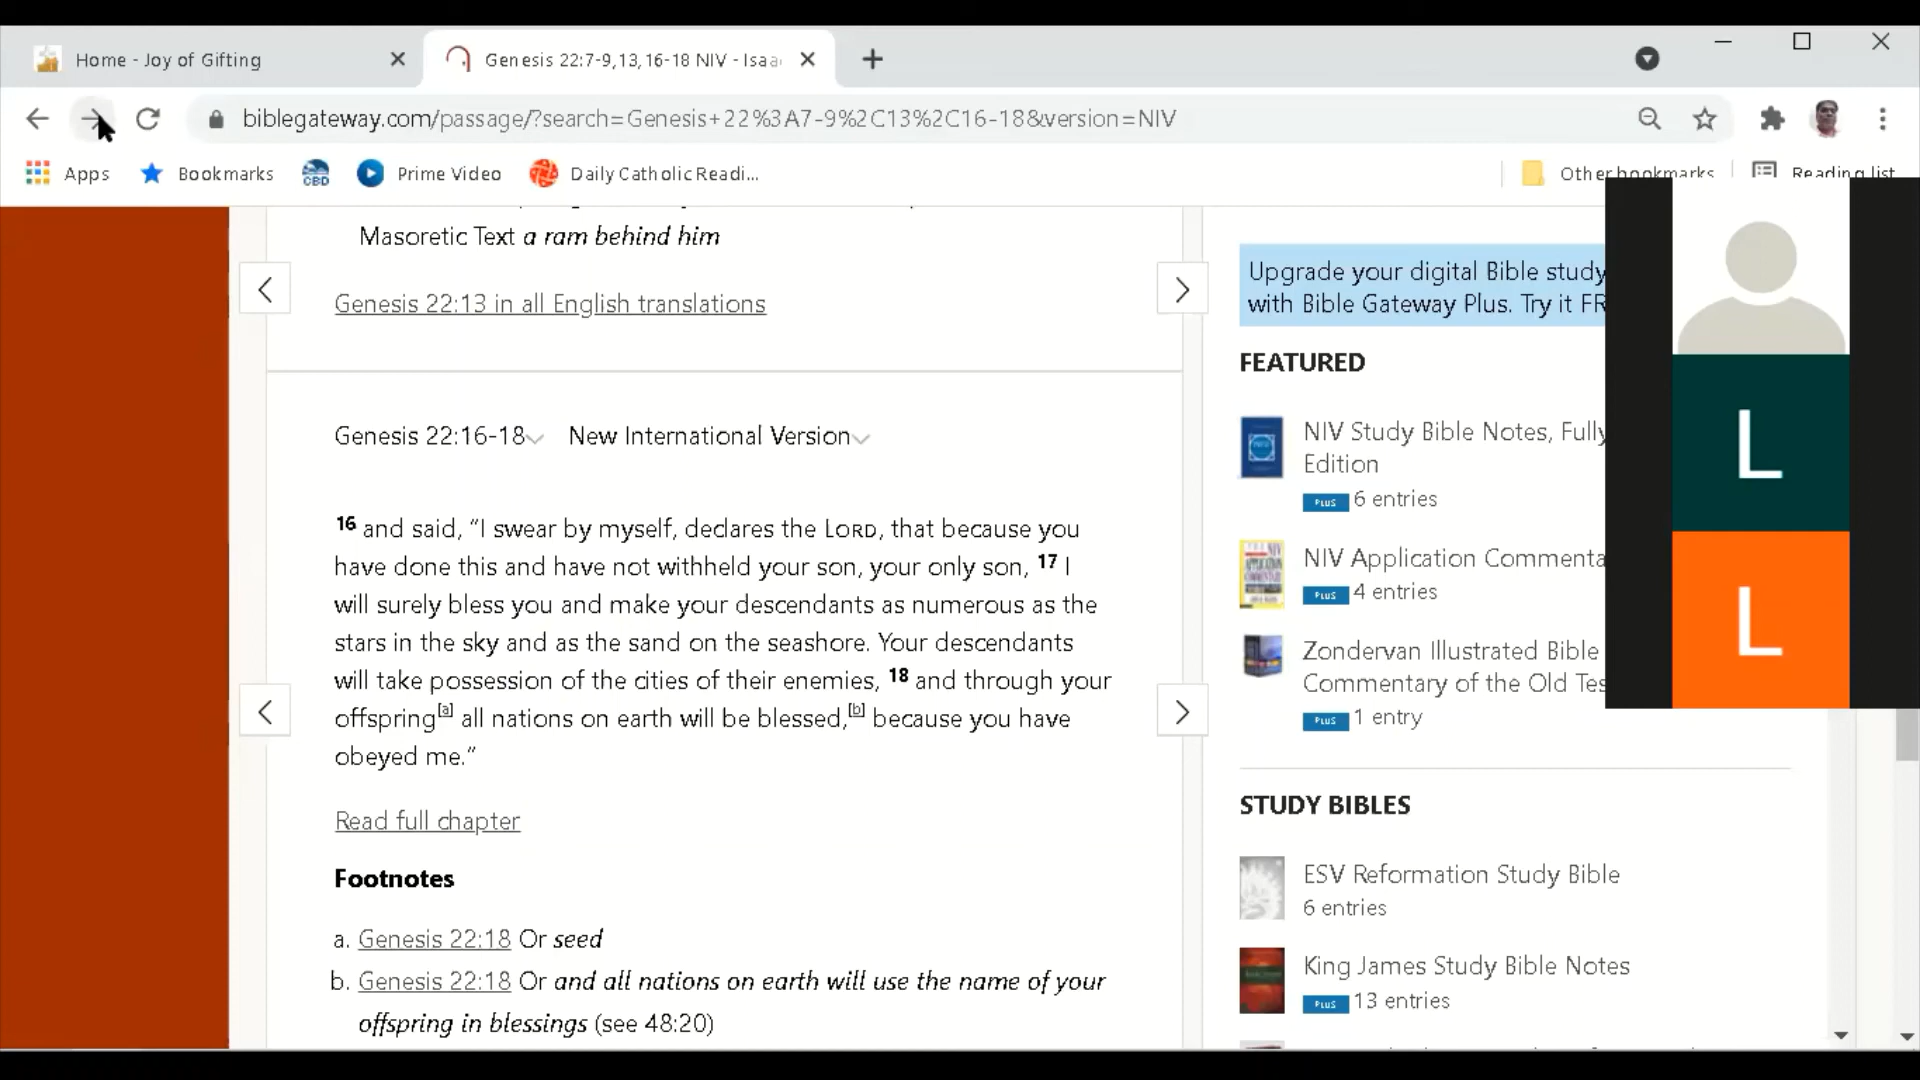 Home - Joy of Gifting
Genesis 22:7-9,13,16-18 NIV - Isaa
biblegateway.com/passage/?search=Genesis+22%3A7-9%2C13%2C16-18&version=NIV
Apps
Bookmarks
CBD
Prime Video
Daily Catholic Readi...
Other bookmarks
Reading list
Masoretic Text a ram behind him
Genesis 22:13 in all English translations
Genesis 22:16-18 New International Version
16 and said, “I swear by myself, declares the LORD, that because you
have done this and have not withheld your son, your only son, 17 I
will surely bless you and make your descendants as numerous as the
stars in the sky and as the sand on the seashore. Your descendants
will take possession of the cities of their enemies, 18 and through your
offspring[a] all nations on earth will be blessed,[b] because you have
obeyed me.”
Read full chapter
Footnotes
a. Genesis 22:18 Or seed
b. Genesis 22:18 Or and all nations on earth will use the name of your
offspring in blessings (see 48:20)
Upgrade your digital Bible study
with Bible Gateway Plus. Try it FR
FEATURED
NIV Study Bible Notes, Fully
Edition
PLUS 6 entries
NIV Application Commenta
PLUS 4 entries
Zondervan Illustrated Bible
Commentary of the Old Tes
PLUS 1 entry
STUDY BIBLES
ESV Reformation Study Bible
6 entries
King James Study Bible Notes
PLUS 13 entries
L
L